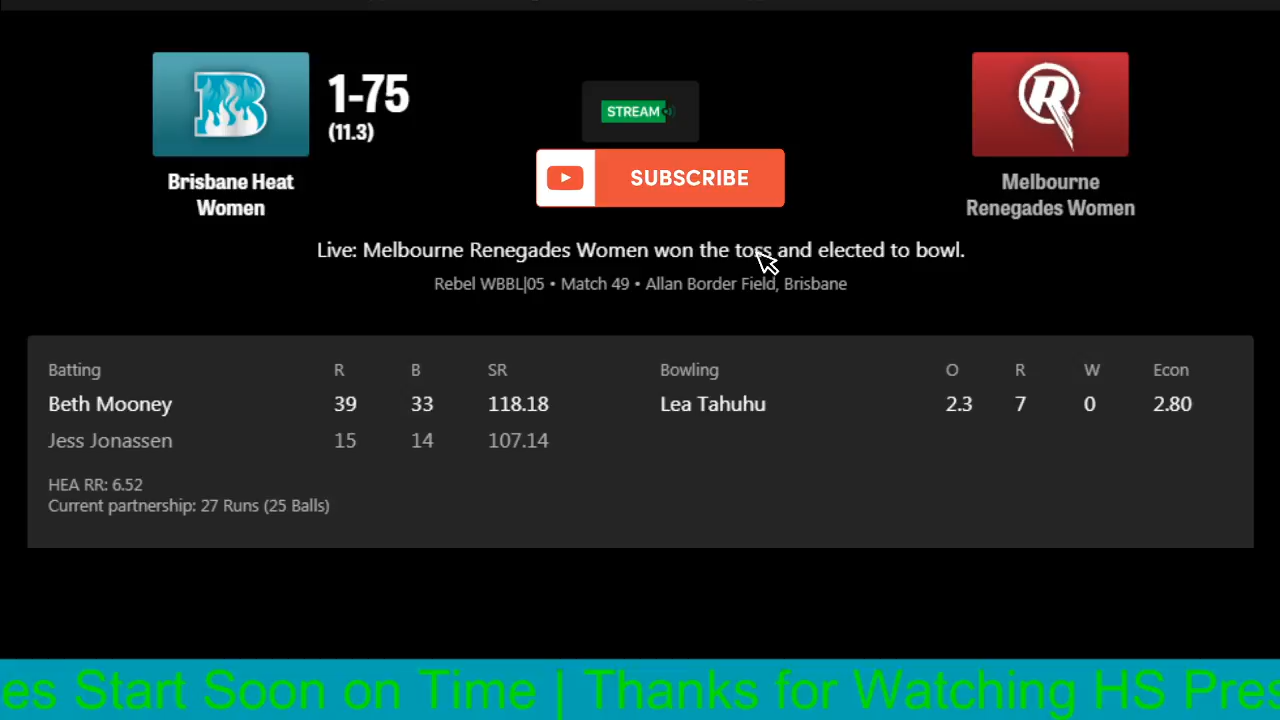 B
1-75
(11.3)
STREAM
R
SUBSCRIBE
Brisbane Heat
Women
Melbourne
Renegades Women
Live: Melbourne Renegades Women won the toss and elected to bowl.
Rebel WBBL|05 • Match 49 • Allan Border Field, Brisbane
Batting R B SR Bowling O R W Econ
Beth Mooney 39 33 118.18 Lea Tahuhu 2.3 7 0 2.80
Jess Jonassen 15 14 107.14
HEA RR: 6.52
Current partnership: 27 Runs (25 Balls)
es Start Soon on Time | Thanks for Watching HS Pres